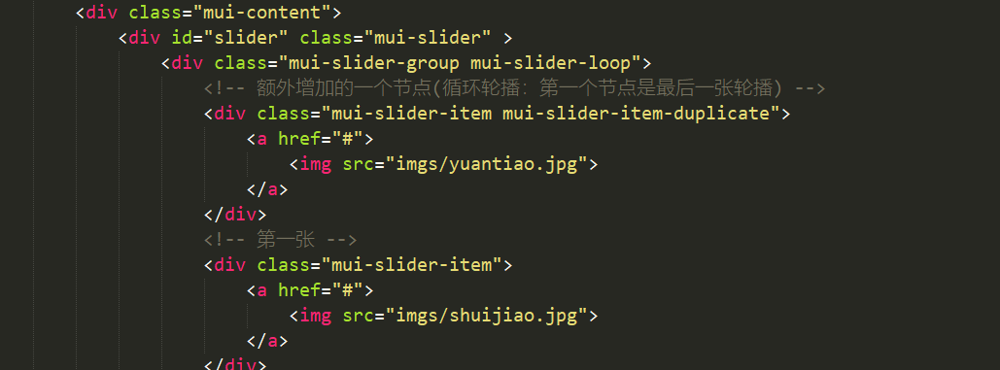 <div class="mui-content">
<div id="slider" class="mui-slider" >
<div class="mui-slider-group mui-slider-loop">
<!-- 额外增加的一个节点(循环轮播：第一个节点是最后一张轮播) -->
<div class="mui-slider-item mui-slider-item-duplicate">
<a href="#">
<img src="imgs/yuantiao.jpg">
</a>
</div>
<!-- 第一张 -->
<div class="mui-slider-item">
<a href="#">
<img src="imgs/shuijiao.jpg">
</a>
</div>